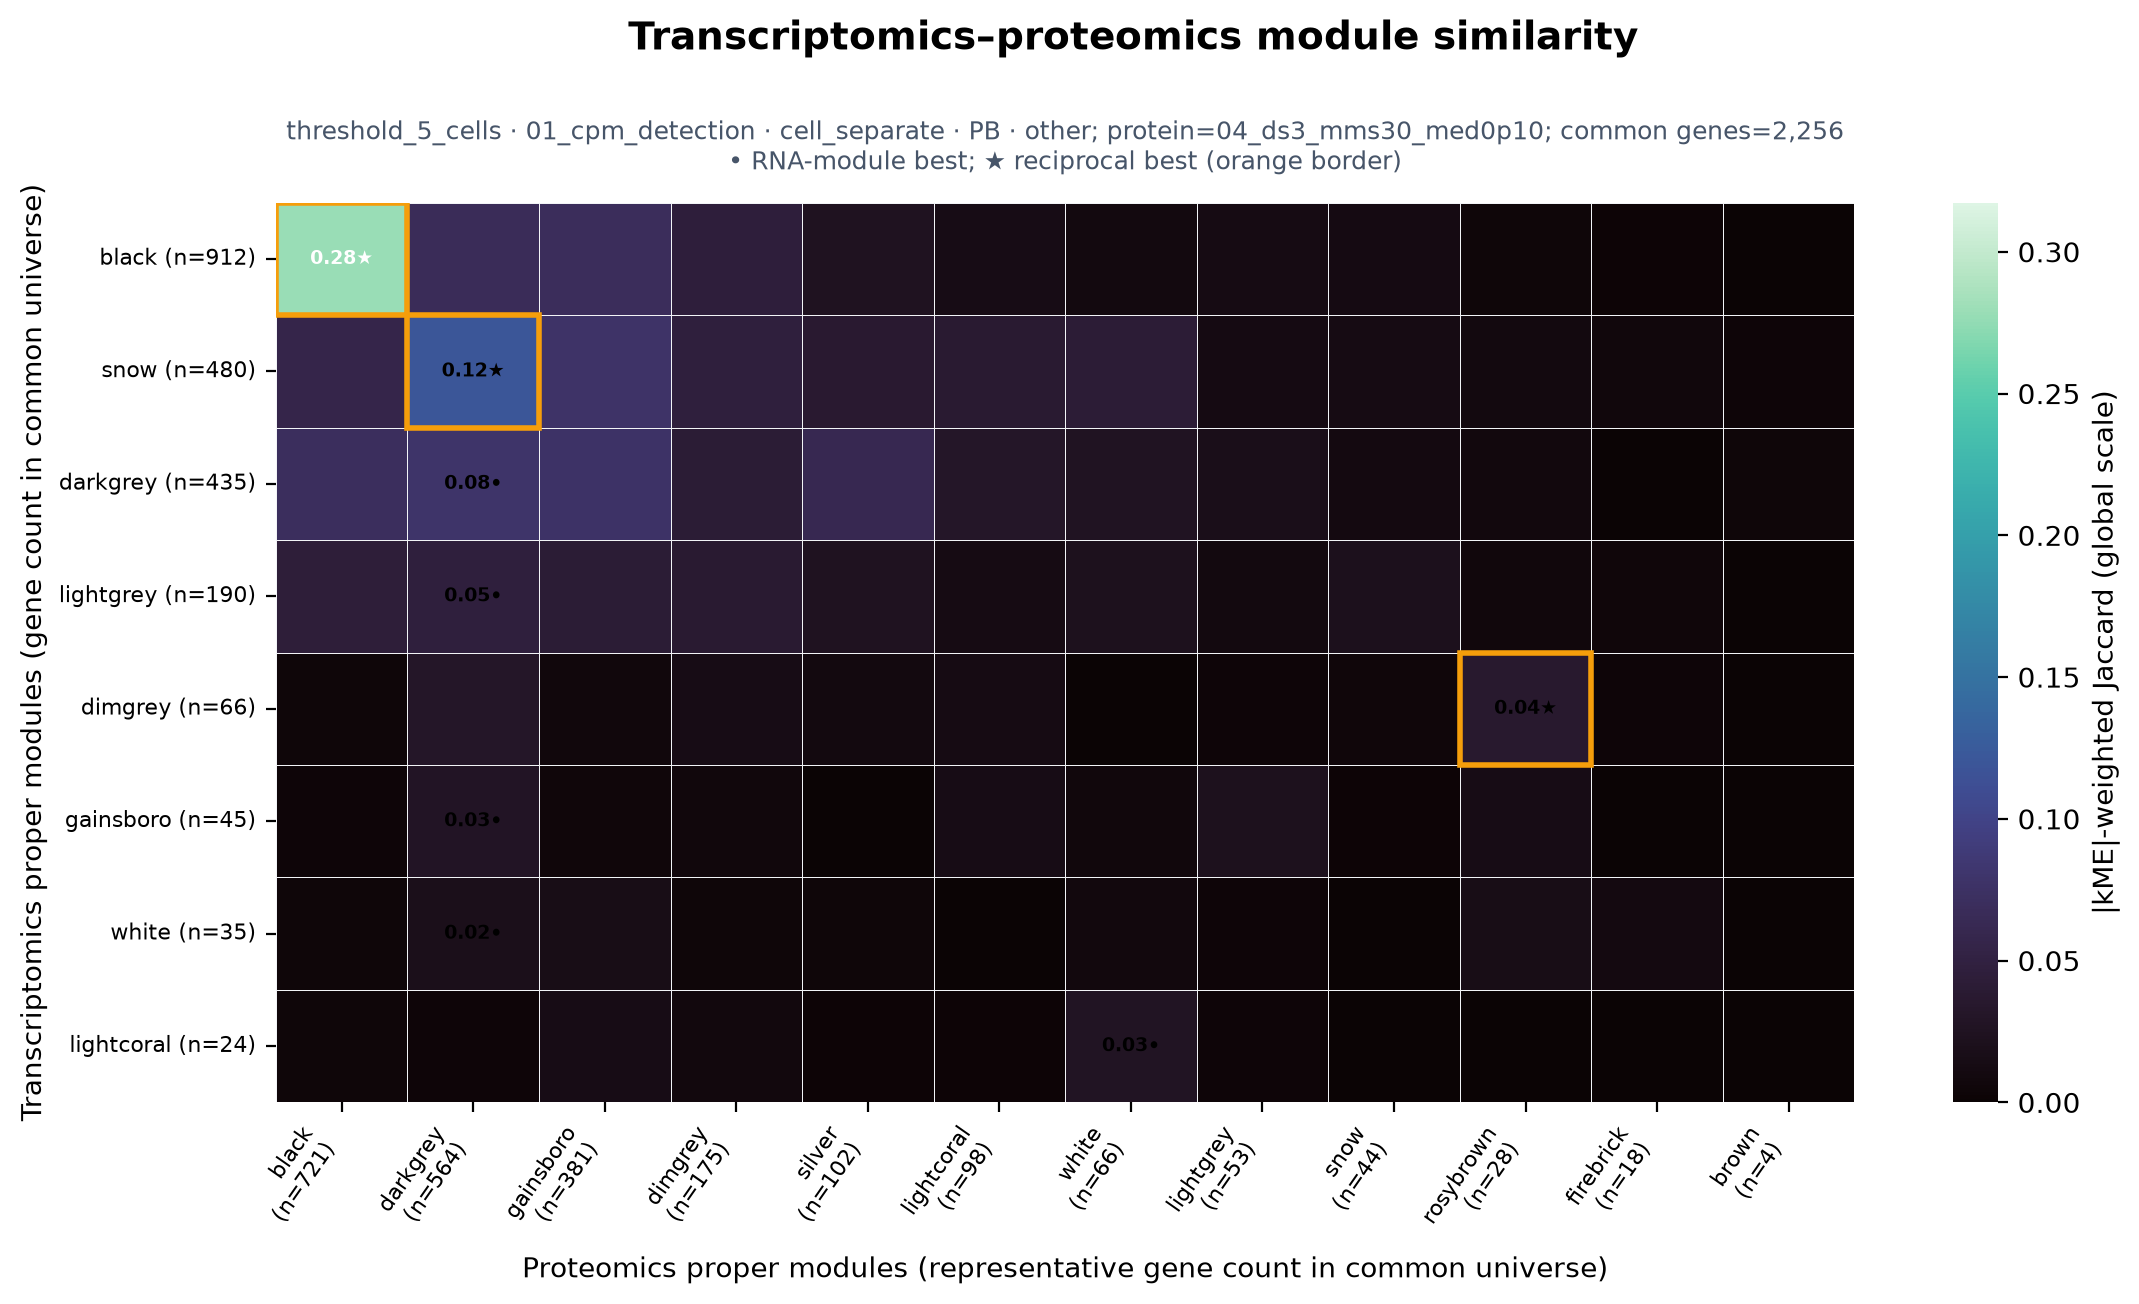 Transcriptomics–proteomics module similarity
threshold_5_cells · 01_cpm_detection · cell_separate · PB · other; protein=04_ds3_mms30_med0p10; common genes=2,256
• RNA-module best; ★ reciprocal best (orange border)
Transcriptomics proper modules (gene count in common universe)
black (n=912)
snow (n=480)
darkgrey (n=435)
lightgrey (n=190)
dimgrey (n=66)
gainsboro (n=45)
white (n=35)
lightcoral (n=24)
0.28★
0.12★
0.08•
0.05•
0.04★
0.03•
0.02•
0.03•
black
(n=721)
darkgrey
(n=564)
gainsboro
(n=381)
dimgrey
(n=175)
silver
(n=102)
lightcoral
(n=98)
white
(n=66)
lightgrey
(n=53)
snow
(n=44)
rosybrown
(n=28)
firebrick
(n=18)
brown
(n=4)
Proteomics proper modules (representative gene count in common universe)
0.30
0.25
0.20
0.15
0.10
0.05
0.00
|kME|-weighted Jaccard (global scale)